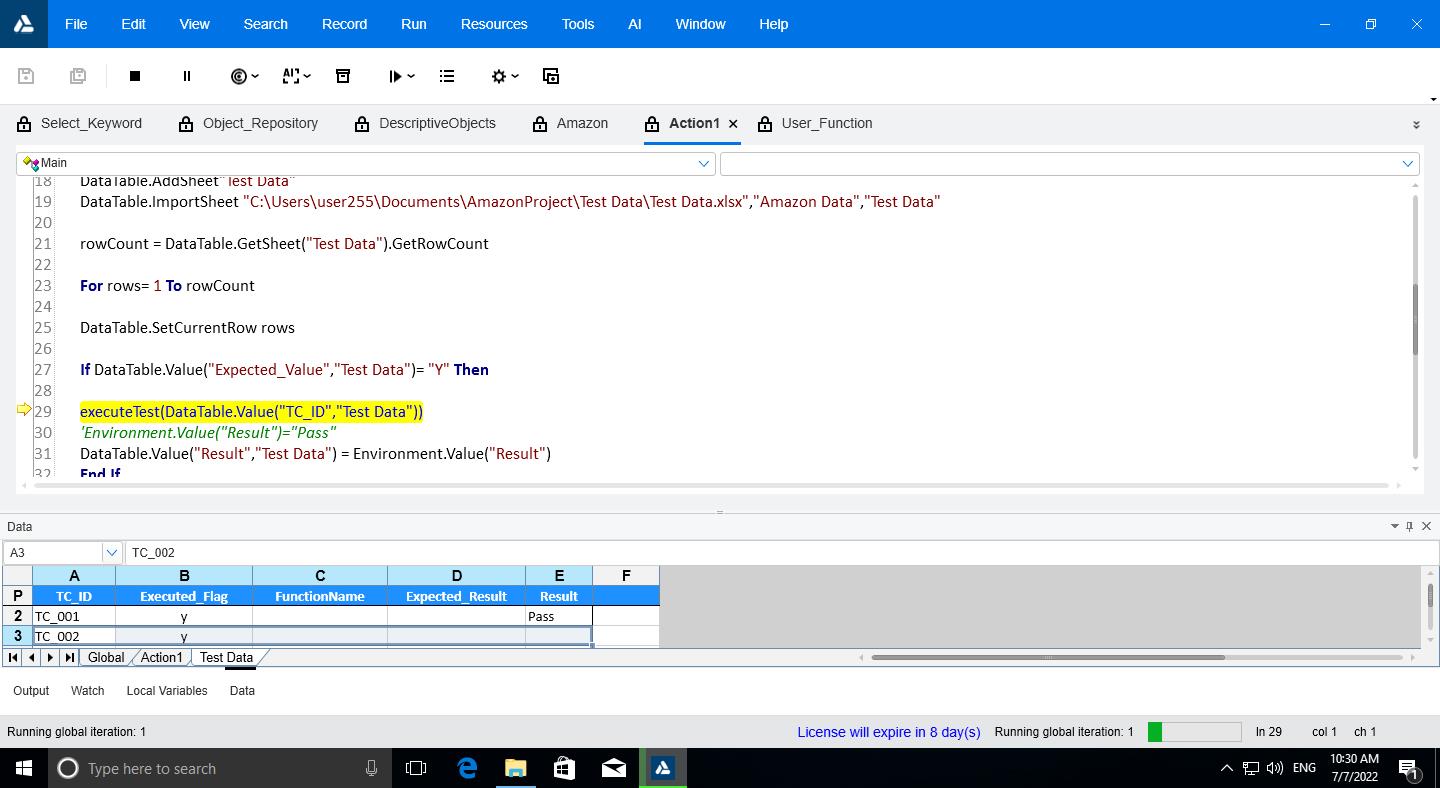 File Edit View Search Record Run Resources Tools AI Window Help
Select_Keyword Object_Repository DescriptiveObjects Amazon Action1 User_Function
Main
18 DataTable.AddSheet"Test Data"
19 DataTable.ImportSheet "C:\Users\user255\Documents\AmazonProject\Test Data\Test Data.xlsx","Amazon Data","Test Data"
20
21 rowCount = DataTable.GetSheet("Test Data").GetRowCount
22
23 For rows= 1 To rowCount
24
25 DataTable.SetCurrentRow rows
26
27 If DataTable.Value("Expected_Value","Test Data")= "Y" Then
28
29 executeTest(DataTable.Value("TC_ID","Test Data"))
30 'Environment.Value("Result")="Pass"
31 DataTable.Value("Result","Test Data") = Environment.Value("Result")
32 End If
Data
A3 TC_002
A B C D E F
P TC_ID Executed_Flag FunctionName Expected_Result Result
2 TC_001 y Pass
3 TC_002 y
Global Action1 Test Data
Output Watch Local Variables Data
Running global iteration: 1 License will expire in 8 day(s) Running global iteration: 1 ln 29 col 1 ch 1
Type here to search ENG 10:30 AM
7/7/2022 1